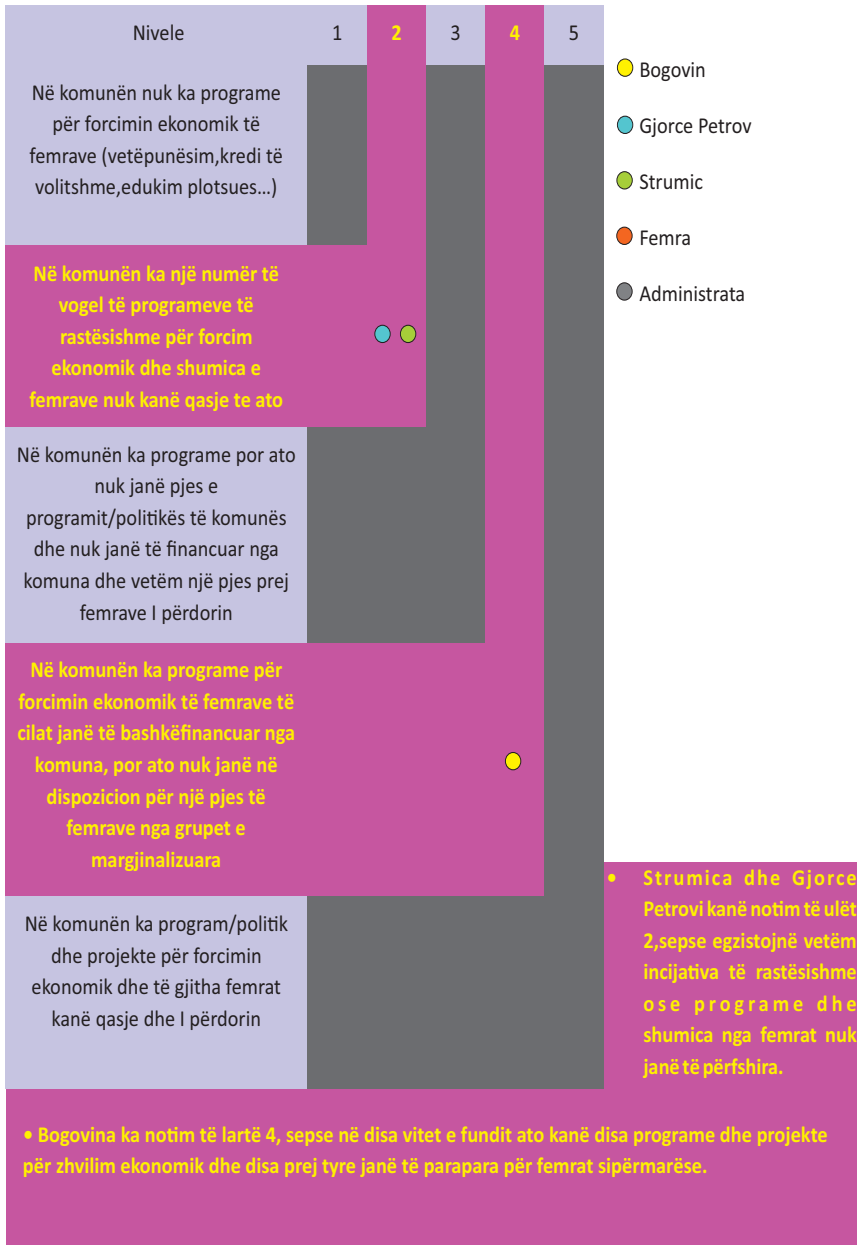 Nivele 1 2 3 4 5
Në komunën nuk ka programe
për forcimin ekonomik të
femrave (vetëpunësim,kredi të
volitshme,edukim plotsues...)
Në komunën ka një numër të
vogel të programeve të
rastësishme për forcim
ekonomik dhe shumica e
femrave nuk kanë qasje te ato
Në komunën ka programe por ato
nuk janë pjes e
programit/politikës të komunës
dhe nuk janë të financuar nga
komuna dhe vetëm një pjes prej
femrave I përdorin
Në komunën ka programe për
forcimin ekonomik të femrave të
cilat janë të bashkëfinancuar nga
komuna, por ato nuk janë në
dispozicion për një pjes të
femrave nga grupet e
margjinalizuara
Në komunën ka program/politik
dhe projekte për forcimin
ekonomik dhe të gjitha femrat
kanë qasje dhe I përdorin
Bogovin
Gjorce Petrov
Strumic
Femra
Administrata
• Strumica dhe Gjorce
Petrovi kanë notim të ulët
2,sepse egzistojnë vetëm
incijativa të rastësishme
ose programe dhe
shumica nga femrat nuk
janë të përfshira.
• Bogovina ka notim të lartë 4, sepse në disa vitet e fundit ato kanë disa programe dhe projekte
për zhvilim ekonomik dhe disa prej tyre janë të parapara për femrat sipërmarëse.